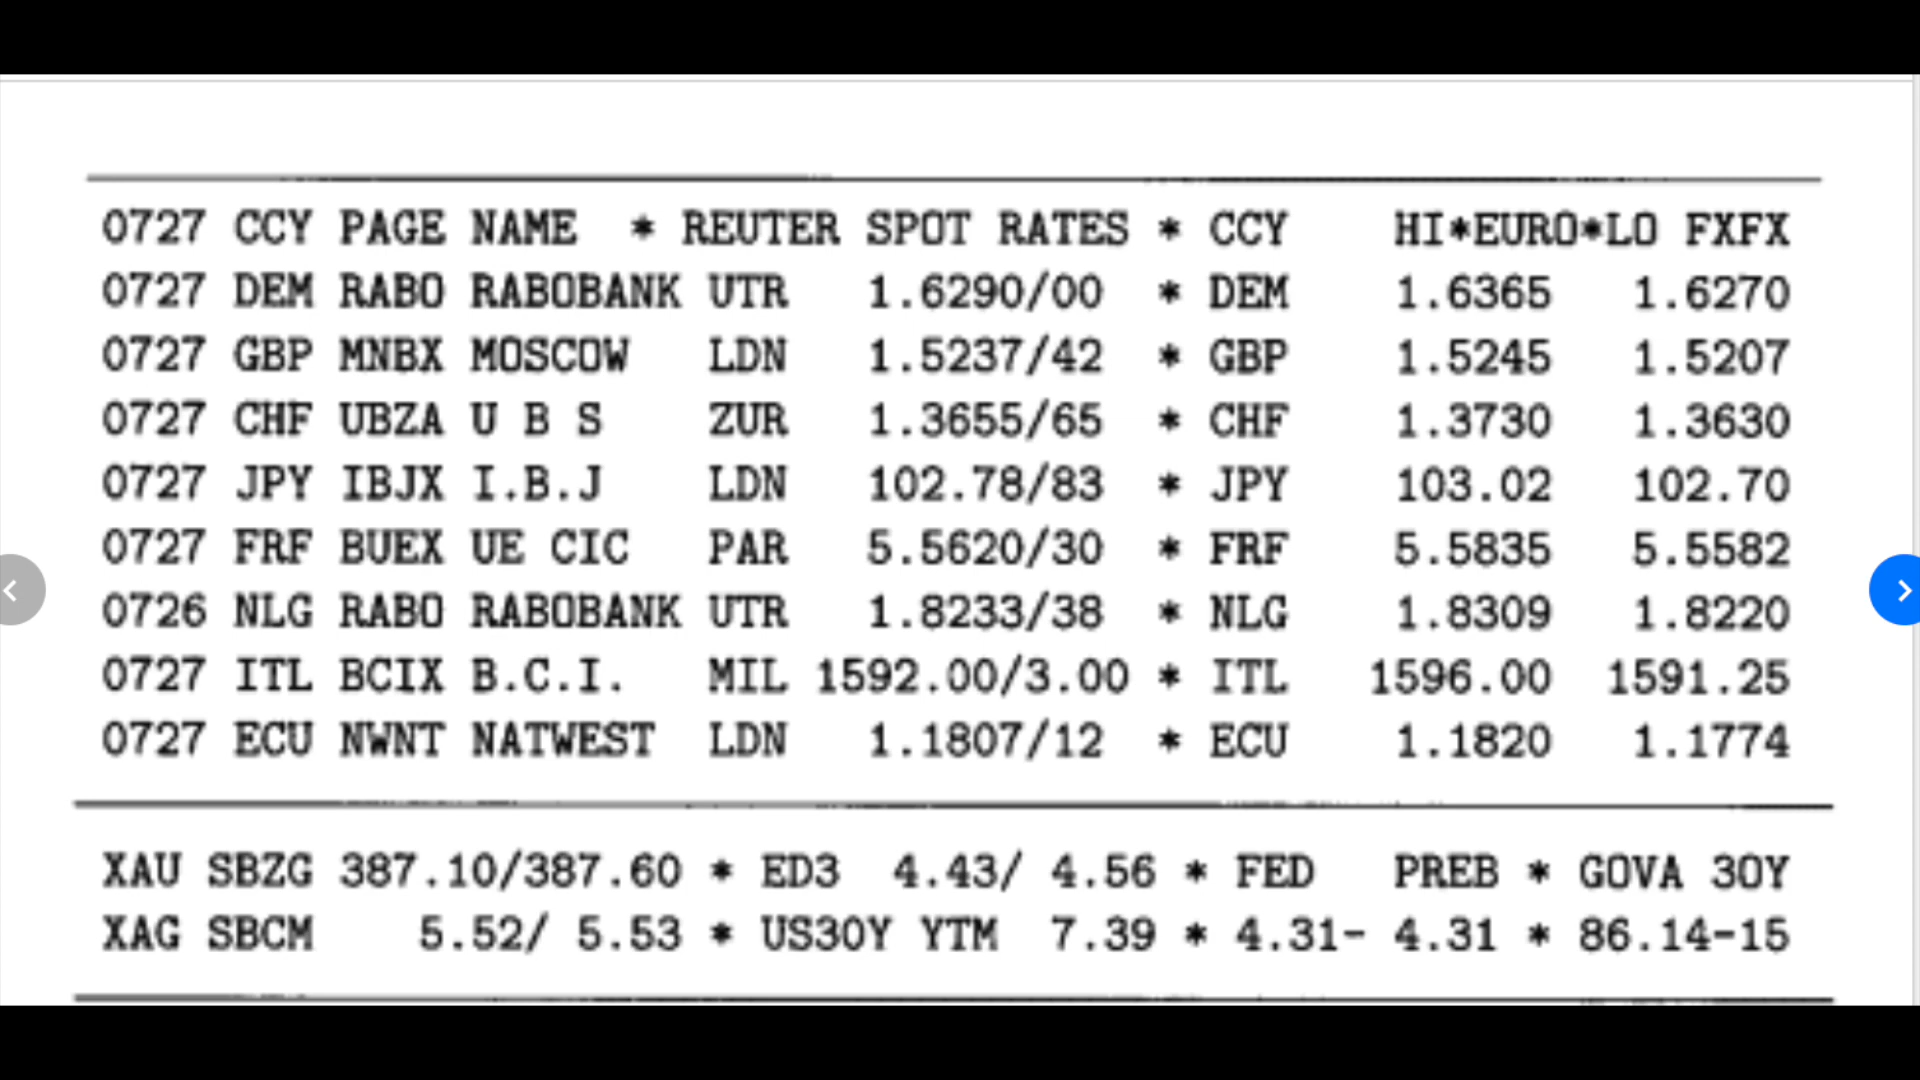 0727 CCY PAGE NAME * REUTER SPOT RATES * CCY HI*EURO*LO FXFX
0727 DEM RABO RABOBANK UTR 1.6290/00 * DEM 1.6365 1.6270
0727 GBP MNBX MOSCOW LDN 1.5237/42 * GBP 1.5245 1.5207
0727 CHF UBZA U B S ZUR 1.3655/65 * CHF 1.3730 1.3630
0727 JPY IBJX I.B.J LDN 102.78/83 * JPY 103.02 102.70
0727 FRF BUEX UE CIC PAR 5.5620/30 * FRF 5.5835 5.5582
0726 NLG RABO RABOBANK UTR 1.8233/38 * NLG 1.8309 1.8220
0727 ITL BCIX B.C.I. MIL 1592.00/3.00 * ITL 1596.00 1591.25
0727 ECU NWNT NATWEST LDN 1.1807/12 * ECU 1.1820 1.1774
XAU SBZG 387.10/387.60 * ED3 4.43/ 4.56 * FED PREB * GOVA 30Y
XAG SBCM 5.52/ 5.53 * US30Y YTM 7.39 * 4.31- 4.31 * 86.14-15